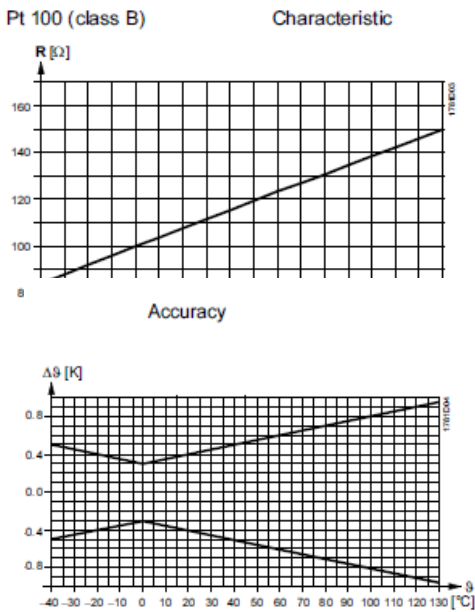 Pt 100 (class B) Characteristic
R [Ω]
160
140
120
100
8
1781D03
Accuracy
Δϑ [K]
0.8
0.4
0.0
0.4
0.8
1781D04
–40 –30 –20 –10 0 10 20 30 40 50 60 70 80 90 100 110 120 130 [°C]
ϑ